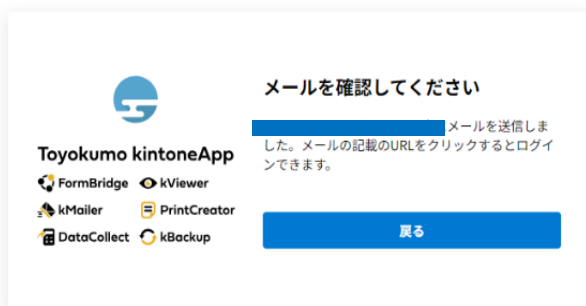 メールを確認してください
メールを送信しま
した。メールの記載のURLをクリックするとログイ
ンできます。
戻る
Toyokumo kintoneApp
FormBridge kViewer
kMailer PrintCreator
DataCollect kBackup